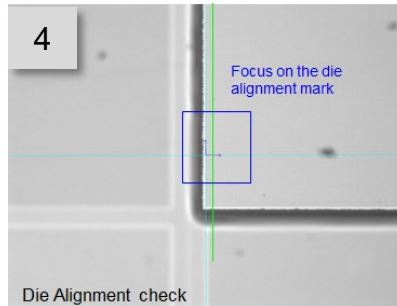 4
Focus on the die
alignment mark
Die Alignment check